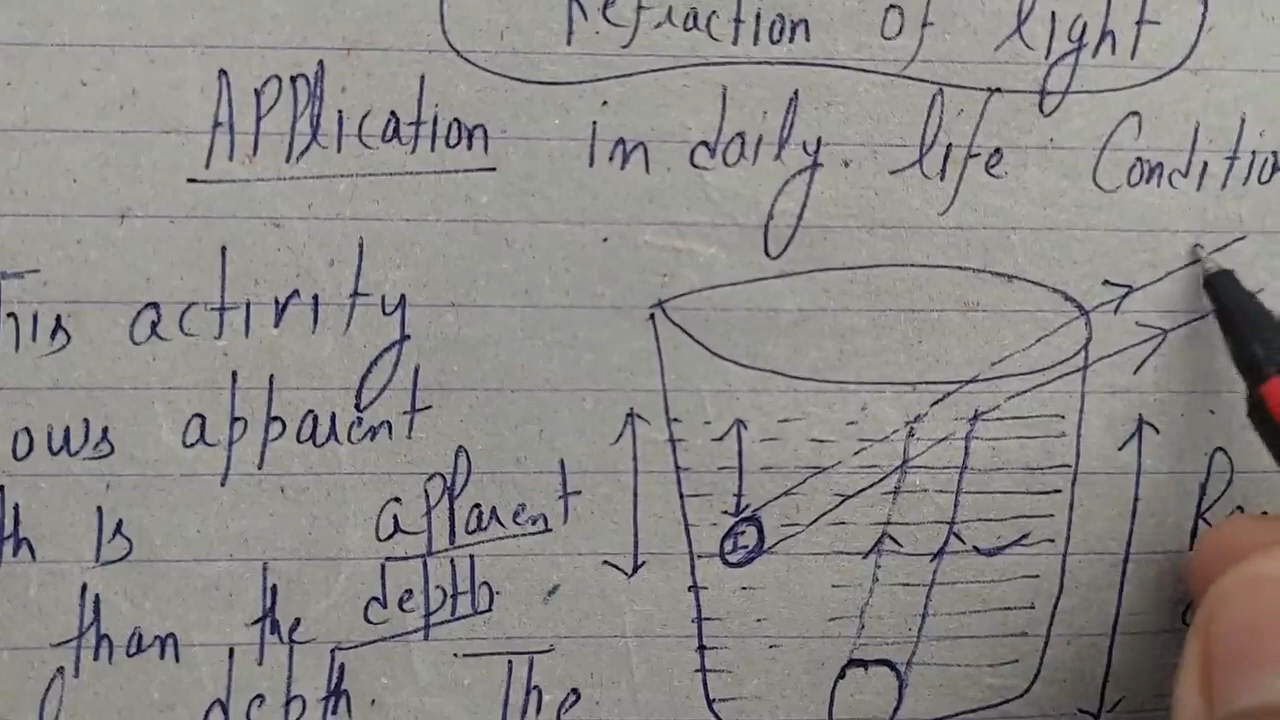 Refraction of light
Application in daily life Conditio
This activity
ows apparent
th is
apparent
depth
than the
depth. The
I